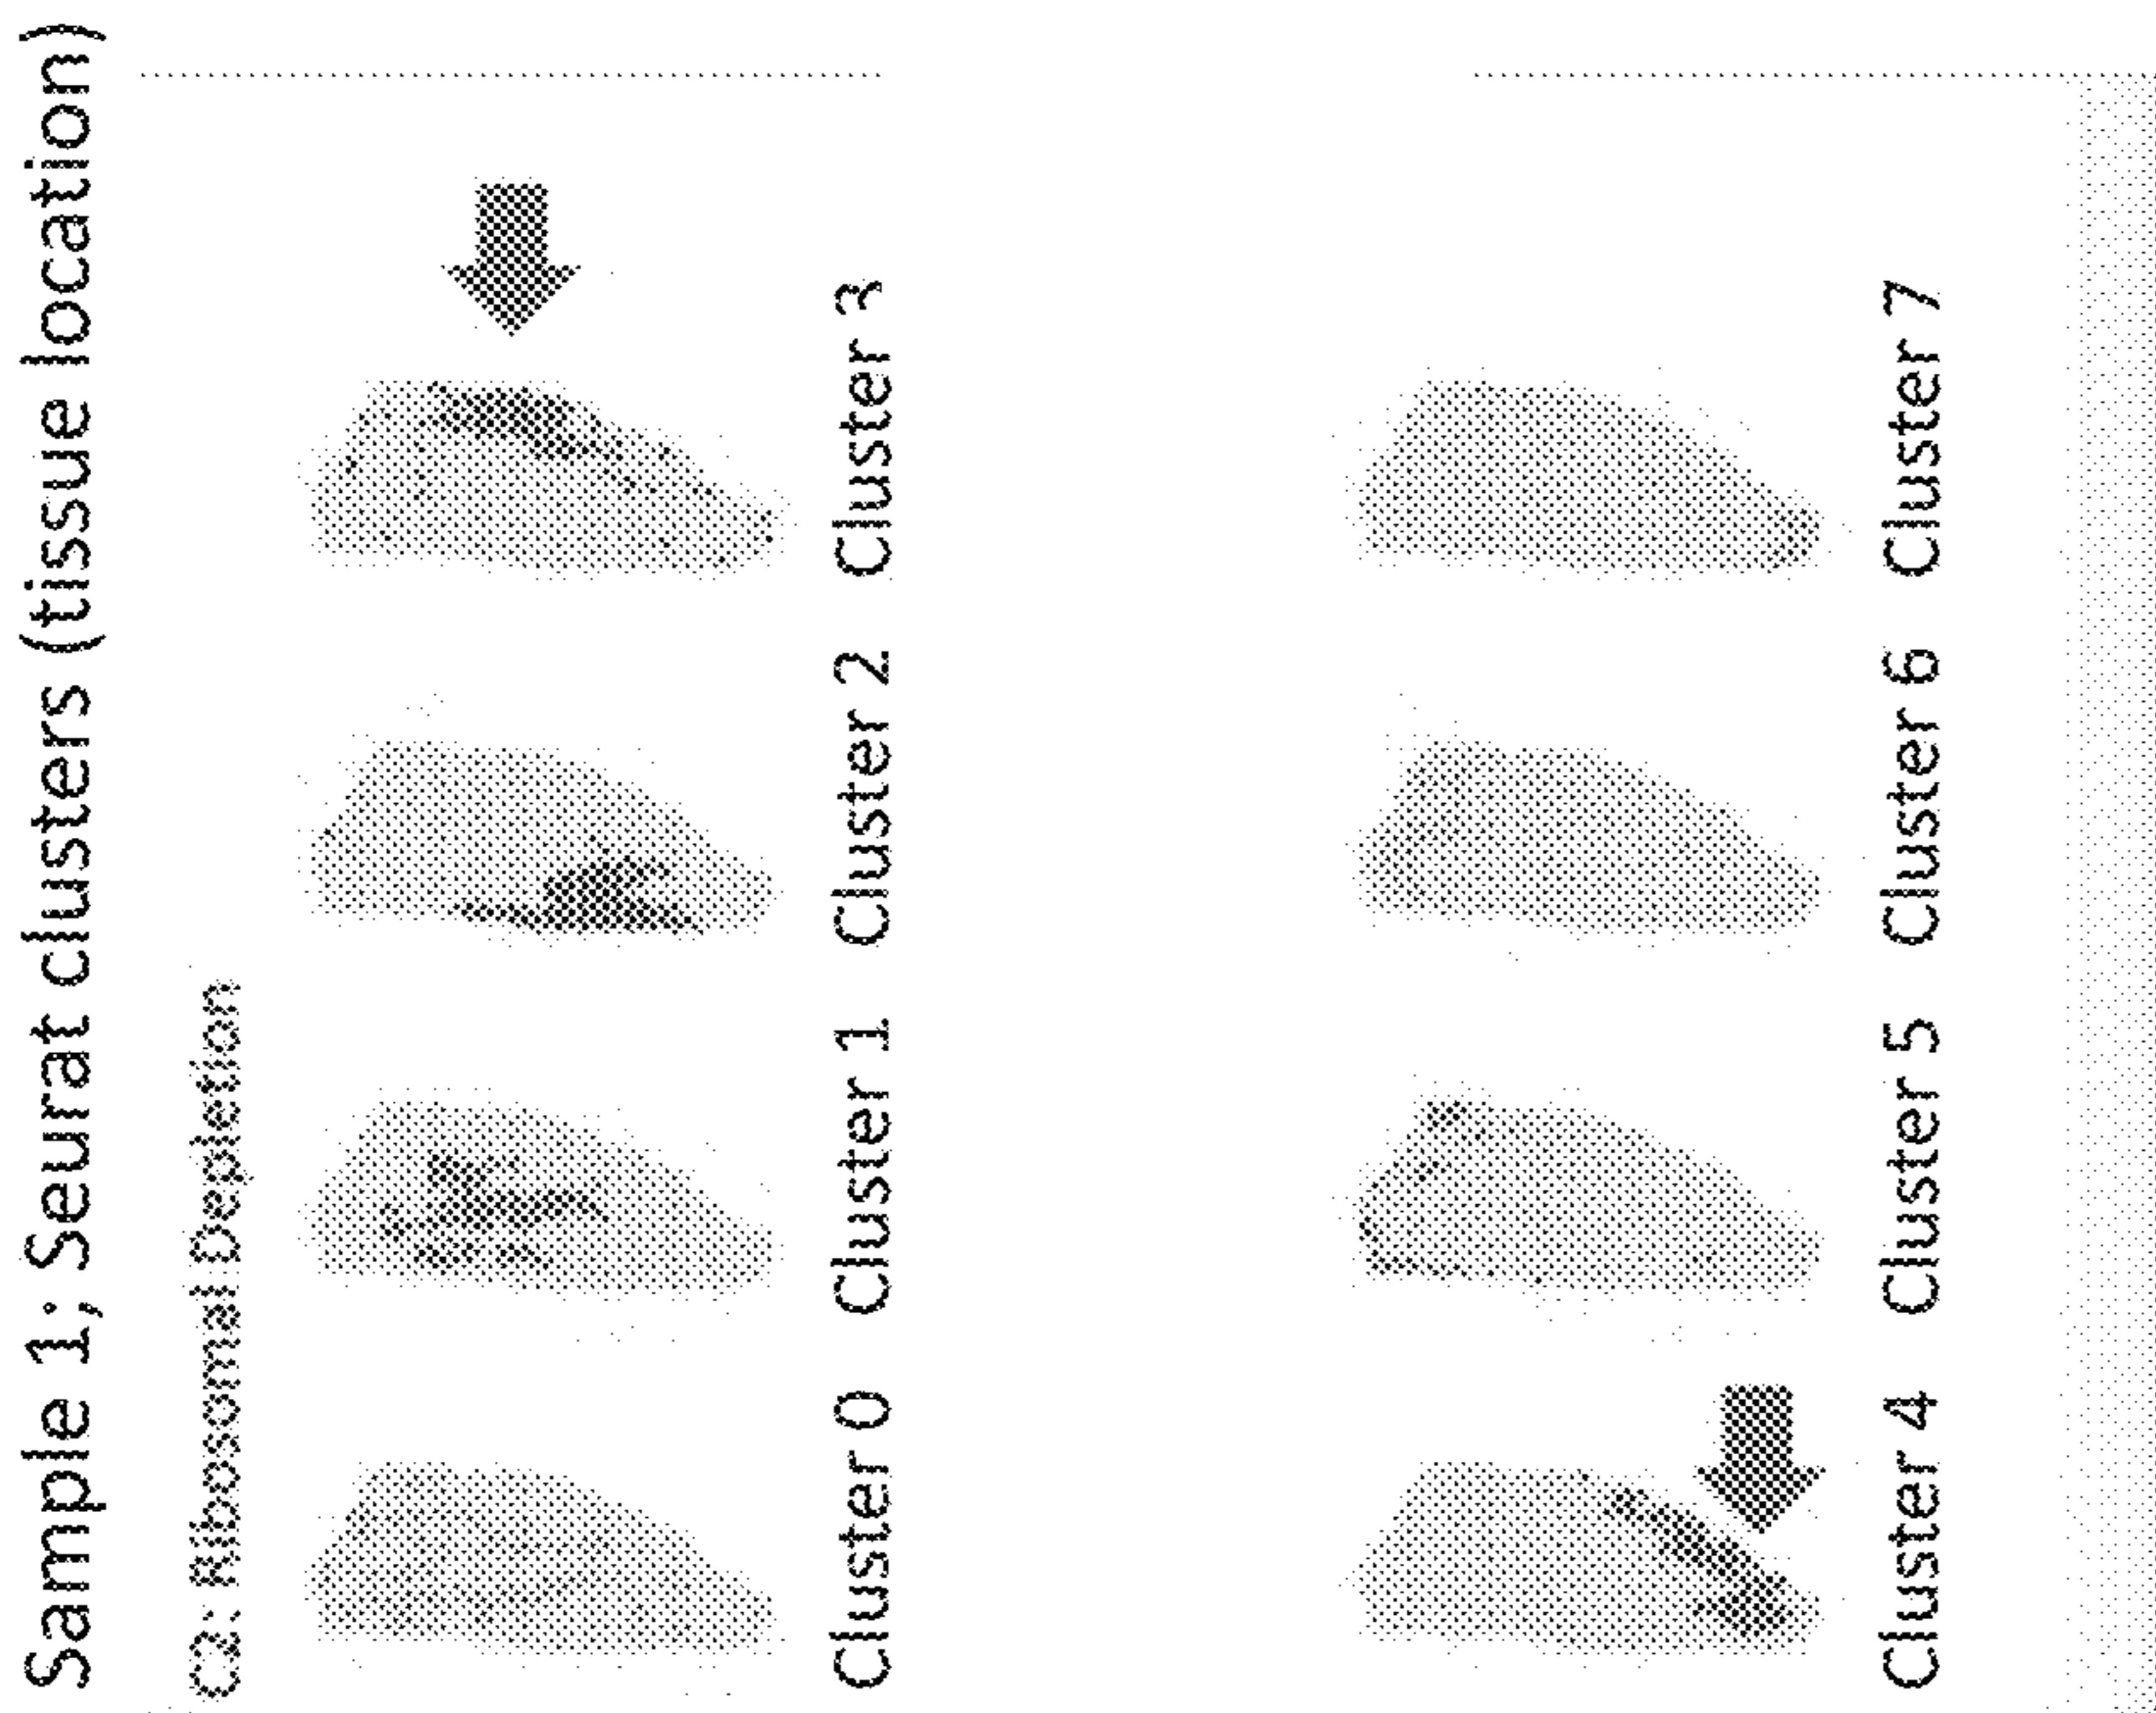 Sample 1; Seurat clusters (tissue location)
C2: Ribosomal Depletion
Cluster 0 Cluster 1 Cluster 2 Cluster 3
Cluster 4 Cluster 5 Cluster 6 Cluster 7